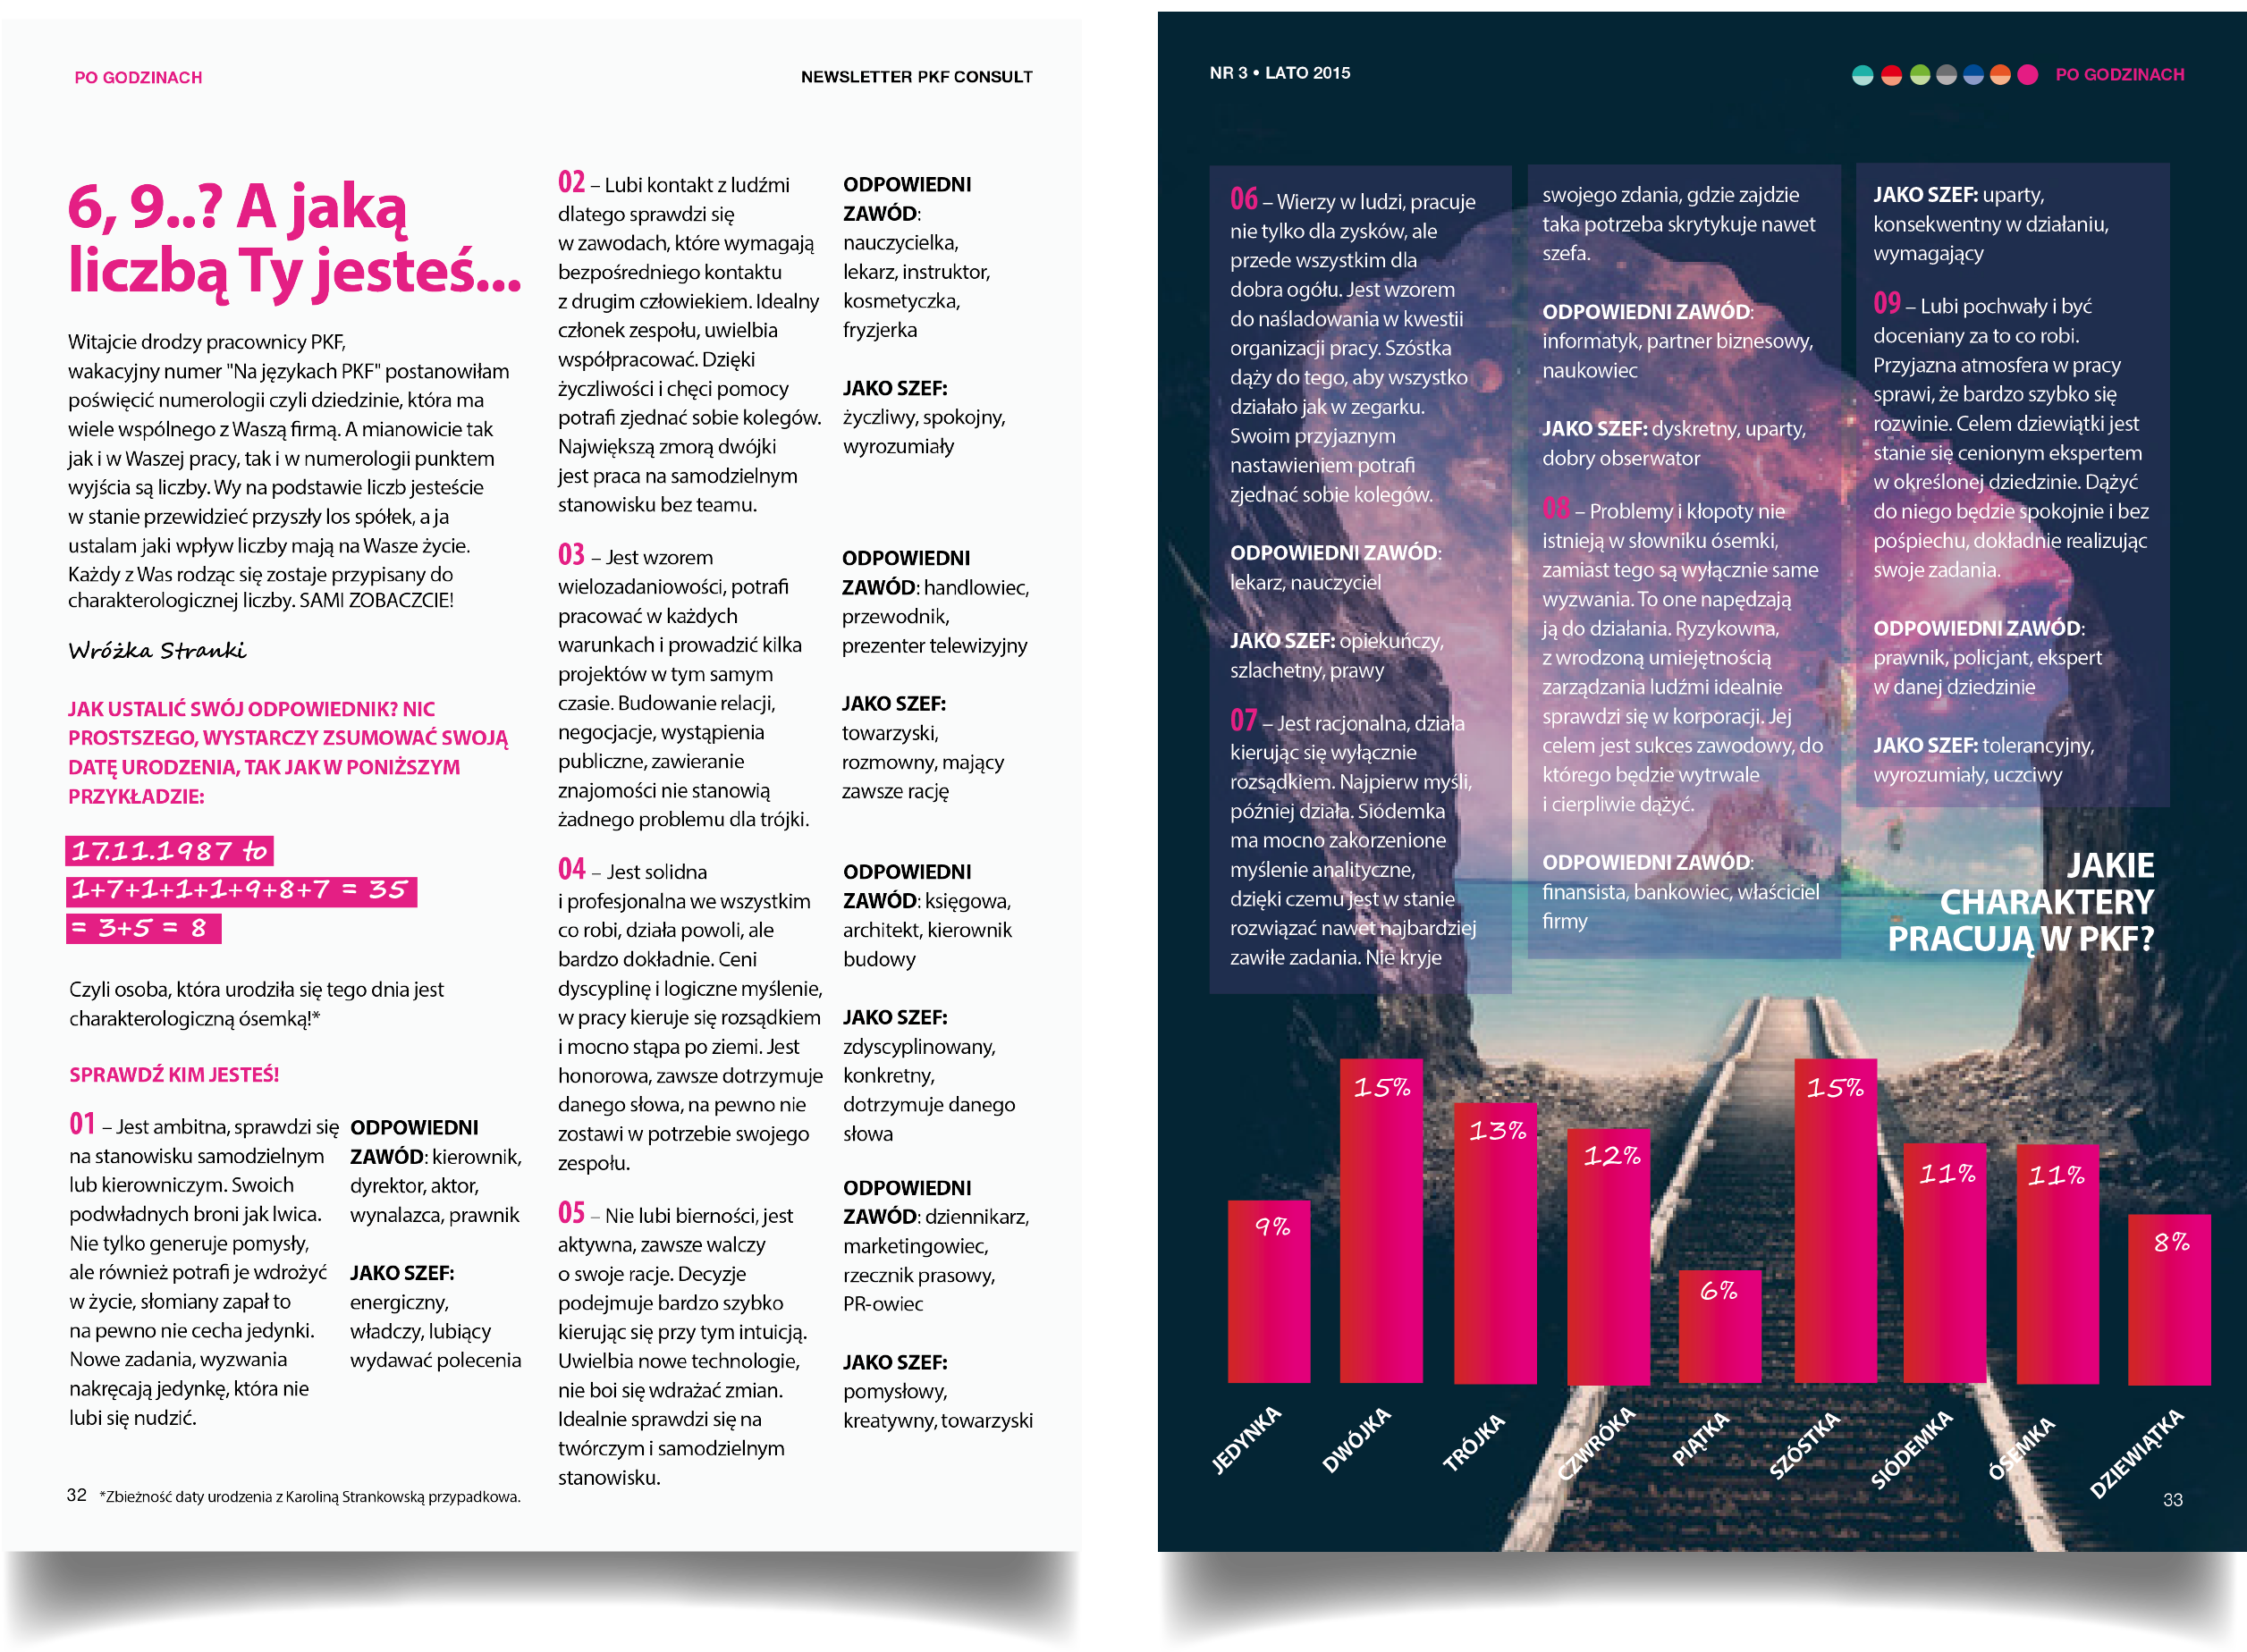 PO GODZINACH
NEWSLETTER PKF CONSULT
6, 9..? A jaką
liczbą Ty jesteś...
Witajcie drodzy pracownicy PKF,
wakacyjny numer "Na językach PKF" postanowiłam
poświęcić numerologii czyli dziedzinie, która ma
wiele wspólnego z Waszą firmą. A mianowicie tak
jak i w Waszej pracy, tak i w numerologii punktem
wyjścia są liczby. Wy na podstawie liczb jesteście
w stanie przewidzieć przyszły los spółek, a ja
ustalam jaki wpływ liczby mają na Wasze życie.
Każdy z Was rodząc się zostaje przypisany do
charakterologicznej liczby. SAMI ZOBACZCIE!
Wróżka Stranki
JAK USTALIĆ SWÓJ ODPOWIEDNIK? NIC
PROSTSZEGO, WYSTARCZY ZSUMOWAĆ SWOJĄ
DATĘ URODZENIA, TAK JAK W PONIŻSZYM
PRZYKŁADZIE:
17.11.1987 to
1+7+1+1+1+9+8+7 = 35
= 3+5 = 8
Czyli osoba, która urodziła się tego dnia jest
charakterologiczną ósemką!*
SPRAWDŹ KIM JESTEŚ!
01 – Jest ambitna, sprawdzi się
na stanowisku samodzielnym
lub kierowniczym. Swoich
podwładnych broni jak lwica.
Nie tylko generuje pomysły,
ale również potrafi je wdrożyć
w życie, słomiany zapał to
na pewno nie cecha jedynki.
Nowe zadania, wyzwania
nakręcają jedynkę, która nie
lubi się nudzić.
ODPOWIEDNI
ZAWÓD: kierownik,
dyrektor, aktor,
wynalazca, prawnik
JAKO SZEF:
energiczny,
władczy, lubiący
wydawać polecenia
02 – Lubi kontakt z ludźmi
dlatego sprawdzi się
w zawodach, które wymagają
bezpośredniego kontaktu
z drugim człowiekiem. Idealny
członek zespołu, uwielbia
współpracować. Dzięki
życzliwości i chęci pomocy
potrafi zjednać sobie kolegów.
Największą zmorą dwójki
jest praca na samodzielnym
stanowisku bez teamu.
ODPOWIEDNI
ZAWÓD:
nauczycielka,
lekarz, instruktor,
kosmetyczka,
fryzjerka
JAKO SZEF:
życzliwy, spokojny,
wyrozumiały
03 – Jest wzorem
wielozadaniowości, potrafi
pracować w każdych
warunkach i prowadzić kilka
projektów w tym samym
czasie. Budowanie relacji,
negocjacje, wystąpienia
publiczne, zawieranie
znajomości nie stanowią
żadnego problemu dla trójki.
ODPOWIEDNI
ZAWÓD: handlowiec,
przewodnik,
prezenter telewizyjny
JAKO SZEF:
towarzyski,
rozmowny, mający
zawsze rację
04 – Jest solidna
i profesjonalna we wszystkim
co robi, działa powoli, ale
bardzo dokładnie. Ceni
dyscyplinę i logiczne myślenie,
w pracy kieruje się rozsądkiem
i mocno stąpa po ziemi. Jest
honorowa, zawsze dotrzymuje
danego słowa, na pewno nie
zostawi w potrzebie swojego
zespołu.
ODPOWIEDNI
ZAWÓD: księgowa,
architekt, kierownik
budowy
JAKO SZEF:
zdyscyplinowany,
konkretny,
dotrzymuje danego
słowa
05 – Nie lubi bierności, jest
aktywna, zawsze walczy
o swoje racje. Decyzje
podejmuje bardzo szybko
kierując się przy tym intuicją.
Uwielbia nowe technologie,
nie boi się wdrażać zmian.
Idealnie sprawdzi się na
twórczym i samodzielnym
stanowisku.
ODPOWIEDNI
ZAWÓD: dziennikarz,
marketingowiec,
rzecznik prasowy,
PR-owiec
JAKO SZEF:
pomysłowy,
kreatywny, towarzyski
32 *Zbieżność daty urodzenia z Karoliną Strankowską przypadkowa.
NR 3 • LATO 2015
PO GODZINACH
06 – Wierzy w ludzi, pracuje
nie tylko dla zysków, ale
przede wszystkim dla
dobra ogółu. Jest wzorem
do naśladowania w kwestii
organizacji pracy. Szóstka
dąży do tego, aby wszystko
działało jak w zegarku.
Swoim przyjaznym
nastawieniem potrafi
zjednać sobie kolegów.
ODPOWIEDNI ZAWÓD:
lekarz, nauczyciel
JAKO SZEF: opiekuńczy,
szlachetny, prawy
07 – Jest racjonalna, działa
kierując się wyłącznie
rozsądkiem. Najpierw myśli,
później działa. Siódemka
ma mocno zakorzenione
myślenie analityczne,
dzięki czemu jest w stanie
rozwiązać nawet najbardziej
zawiłe zadania. Nie kryje
swojego zdania, gdzie zajdzie
taka potrzeba skrytykuje nawet
szefa.
ODPOWIEDNI ZAWÓD:
informatyk, partner biznesowy,
naukowiec
JAKO SZEF: dyskretny, uparty,
dobry obserwator
08 – Problemy i kłopoty nie
istnieją w słowniku ósemki,
zamiast tego są wyłącznie same
wyzwania. To one napędzają
ją do działania. Ryzykowna,
z wrodzoną umiejętnością
zarządzania ludźmi idealnie
sprawdzi się w korporacji. Jej
celem jest sukces zawodowy, do
którego będzie wytrwale
i cierpliwie dążyć.
ODPOWIEDNI ZAWÓD:
finansista, bankowiec, właściciel
firmy
JAKO SZEF: uparty,
konsekwentny w działaniu,
wymagający
09 – Lubi pochwały i być
doceniany za to co robi.
Przyjazna atmosfera w pracy
sprawi, że bardzo szybko się
rozwinie. Celem dziewiątki jest
stanie się cenionym ekspertem
w określonej dziedzinie. Dążyć
do niego będzie spokojnie i bez
pośpiechu, dokładnie realizując
swoje zadania.
ODPOWIEDNI ZAWÓD:
prawnik, policjant, ekspert
w danej dziedzinie
JAKO SZEF: tolerancyjny,
wyrozumiały, uczciwy
JAKIE
CHARAKTERY
PRACUJĄ W PKF?
9%
15%
13%
12%
6%
15%
11%
11%
8%
JEDYNKA
DWÓJKA
TRÓJKA
CZWRÓKA
PIĄTKA
SZÓSTKA
SIÓDEMKA
ÓSEMKA
DZIEWIĄTKA
33